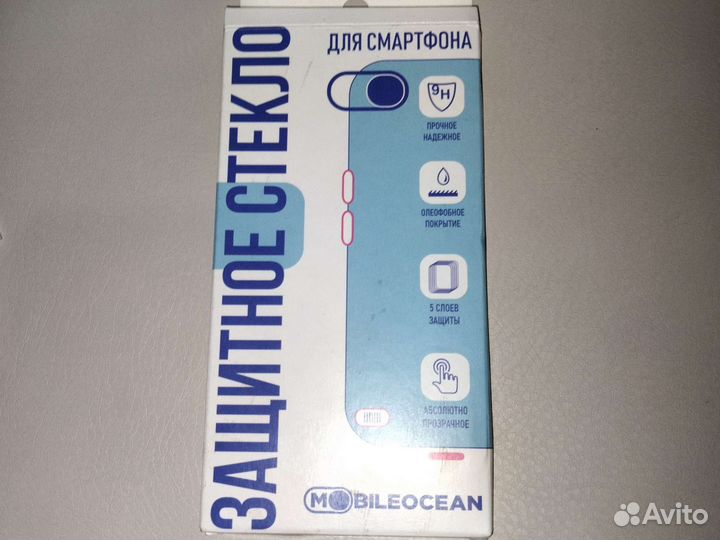 ЗАЩИТНОЕ СТЕКЛО
ДЛЯ СМАРТФОНА
9H
ПРОЧНОЕ
НАДЕЖНОЕ
ОЛЕОФОБНОЕ
ПОКРЫТИЕ
5 СЛОЕВ
ЗАЩИТЫ
АБСОЛЮТНО
ПРОЗРАЧНОЕ
MOBILEOCEAN
Avito